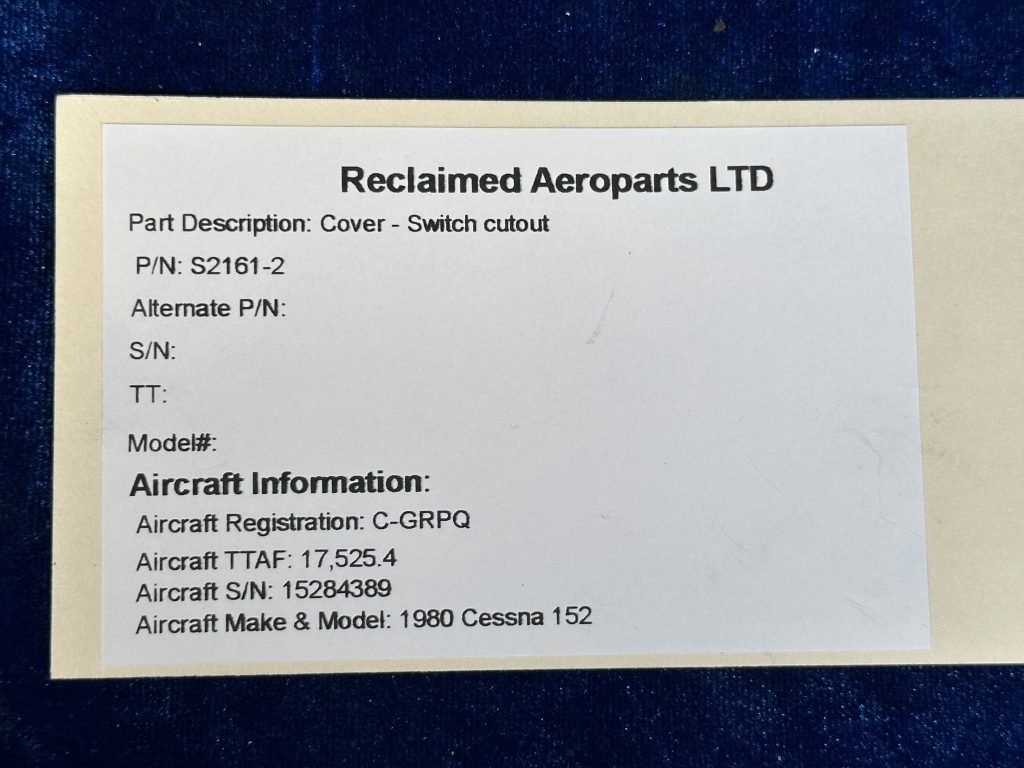 Reclaimed Aeroparts LTD
Part Description: Cover - Switch cutout
P/N: S2161-2
Alternate P/N:
S/N:
TT:
Model#:
Aircraft Information:
Aircraft Registration: C-GRPQ
Aircraft TTAF: 17,525.4
Aircraft S/N: 15284389
Aircraft Make & Model: 1980 Cessna 152